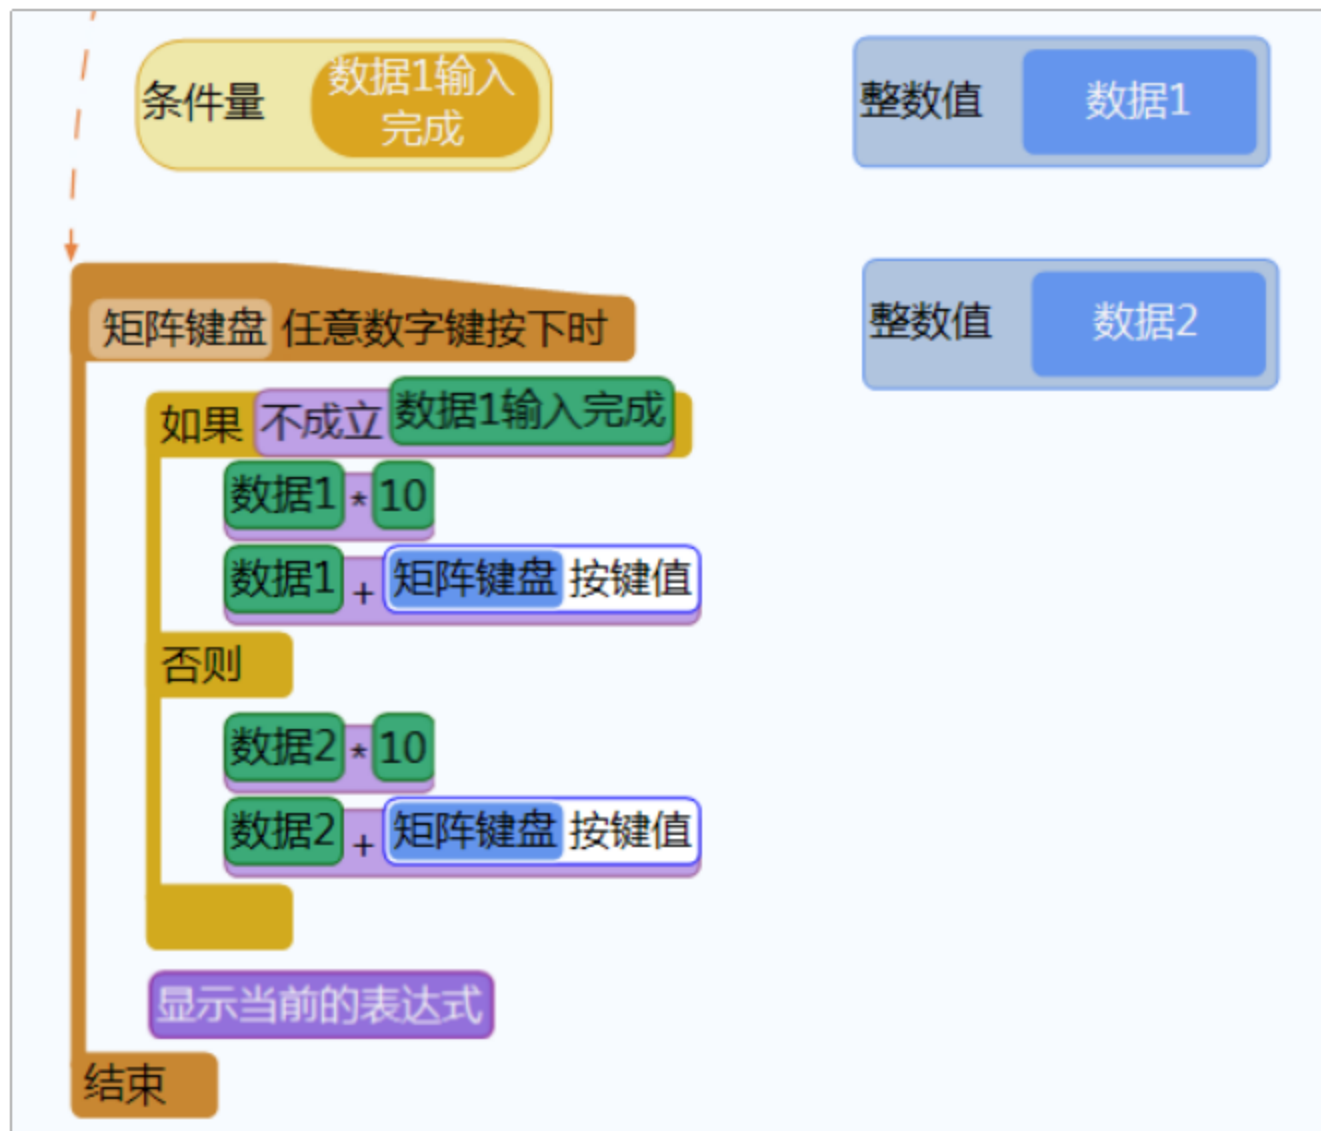 条件量
数据1输入
完成
整数值 数据1
整数值 数据2
矩阵键盘 任意数字键按下时
如果 不成立 数据1输入完成
数据1 * 10
数据1 + 矩阵键盘 按键值
否则
数据2 * 10
数据2 + 矩阵键盘 按键值
显示当前的表达式
结束